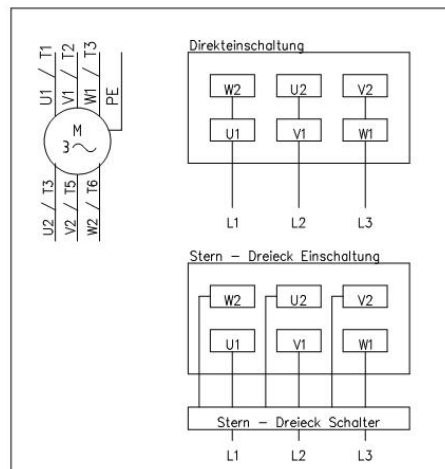 U1 / T1
V1 / T2
W1 / T3
PE
M
3
U2 / T3
V2 / T5
W2 / T6
Direkteinschaltung
W2 U2 V2
U1 V1 W1
L1 L2 L3
Stern – Dreieck Einschaltung
W2 U2 V2
U1 V1 W1
Stern – Dreieck Schalter
L1 L2 L3